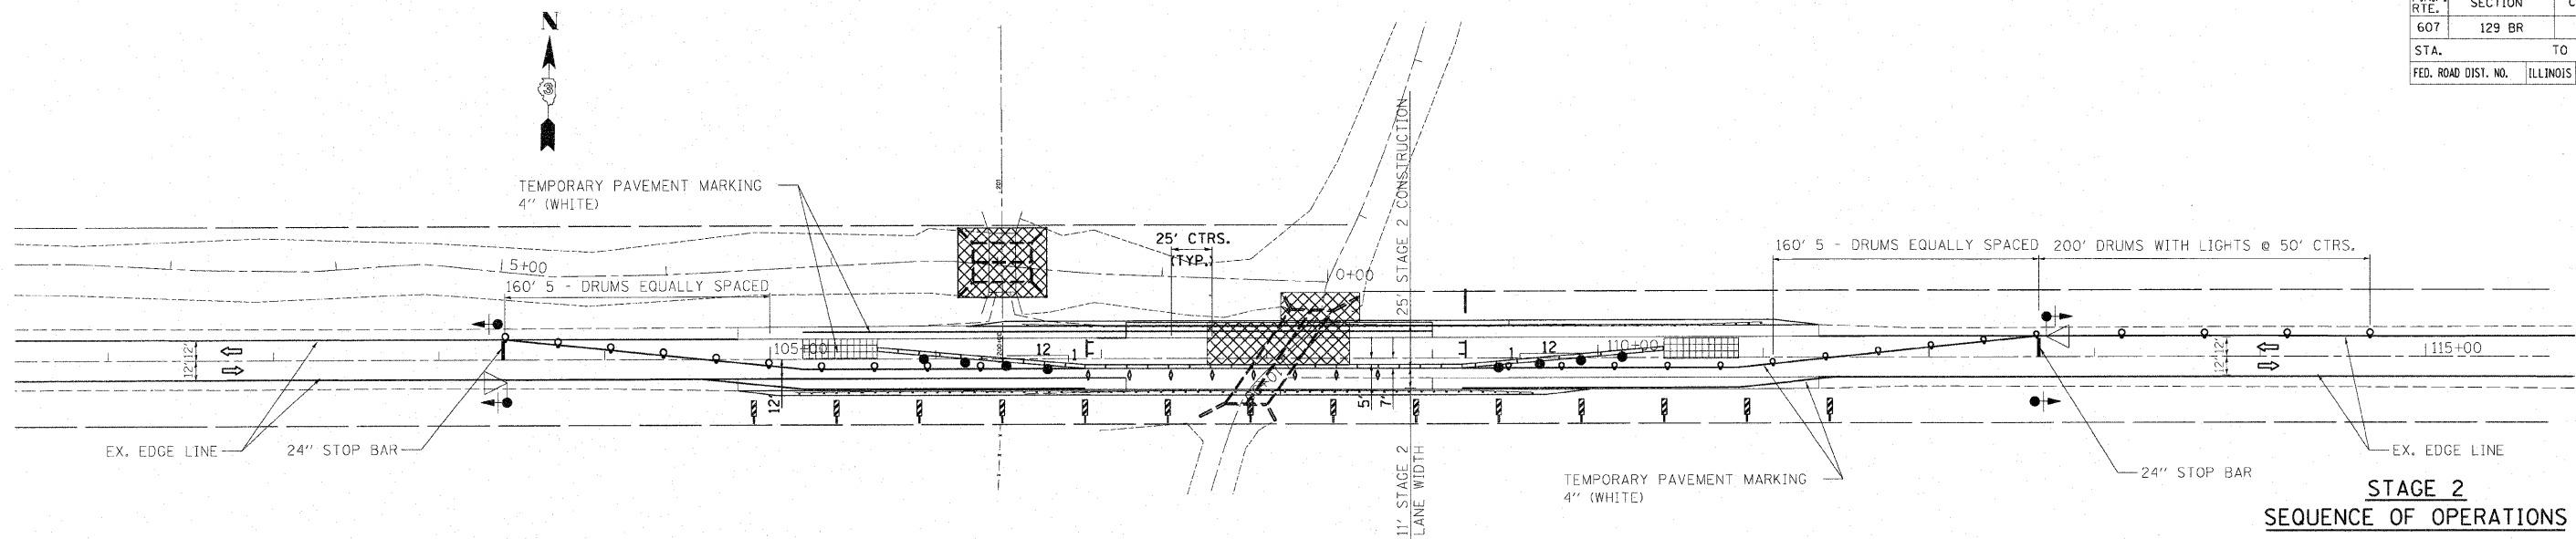 RTE. SECTION
607 129 BR
STA. TO
FED. ROAD DIST. NO. ILLINOIS
N
3
TEMPORARY PAVEMENT MARKING
4" (WHITE)
25' CTRS.
(TYP.)
25' STAGE 2 CONSTRUCTION
160' 5 - DRUMS EQUALLY SPACED
200' DRUMS WITH LIGHTS @ 50' CTRS.
5+00
0+00
160' 5 - DRUMS EQUALLY SPACED
12' 12'
105+00
12
1
1
12
110+00
12' 12'
115+00
12'
5'
7'
EX. EDGE LINE
24" STOP BAR
11' STAGE 2
LANE WIDTH
TEMPORARY PAVEMENT MARKING
4" (WHITE)
24" STOP BAR
EX. EDGE LINE
STAGE 2
SEQUENCE OF OPERATIONS